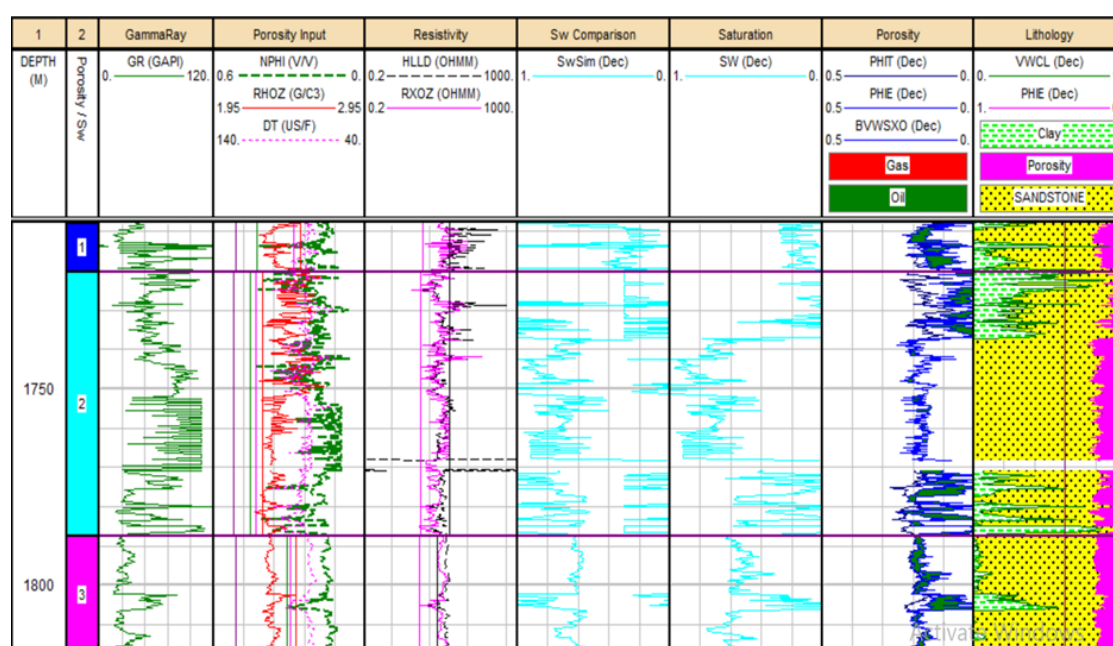 1 2 GammaRay Porosity Input Resistivity Sw Comparison Saturation Porosity Lithology
DEPTH
(M)
Porosity / Sw
GR (GAPI)
0. 120.
NPHI (V/V)
0.6 0.
RHOZ (G/C3)
1.95 2.95
DT (US/F)
140. 40.
HLLD (OHMM)
0.2 1000.
RXOZ (OHMM)
0.2 1000.
SwSim (Dec)
1. 0.
SW (Dec)
1. 0.
PHIT (Dec)
0.5 0.
PHIE (Dec)
0.5 0.
BVWSXO (Dec)
0.5 0.
Gas
Oil
VWCL (Dec)
0.
PHIE (Dec)
1.
Clay
Porosity
SANDSTONE
1
1750
2
1800
3
Activate Windows